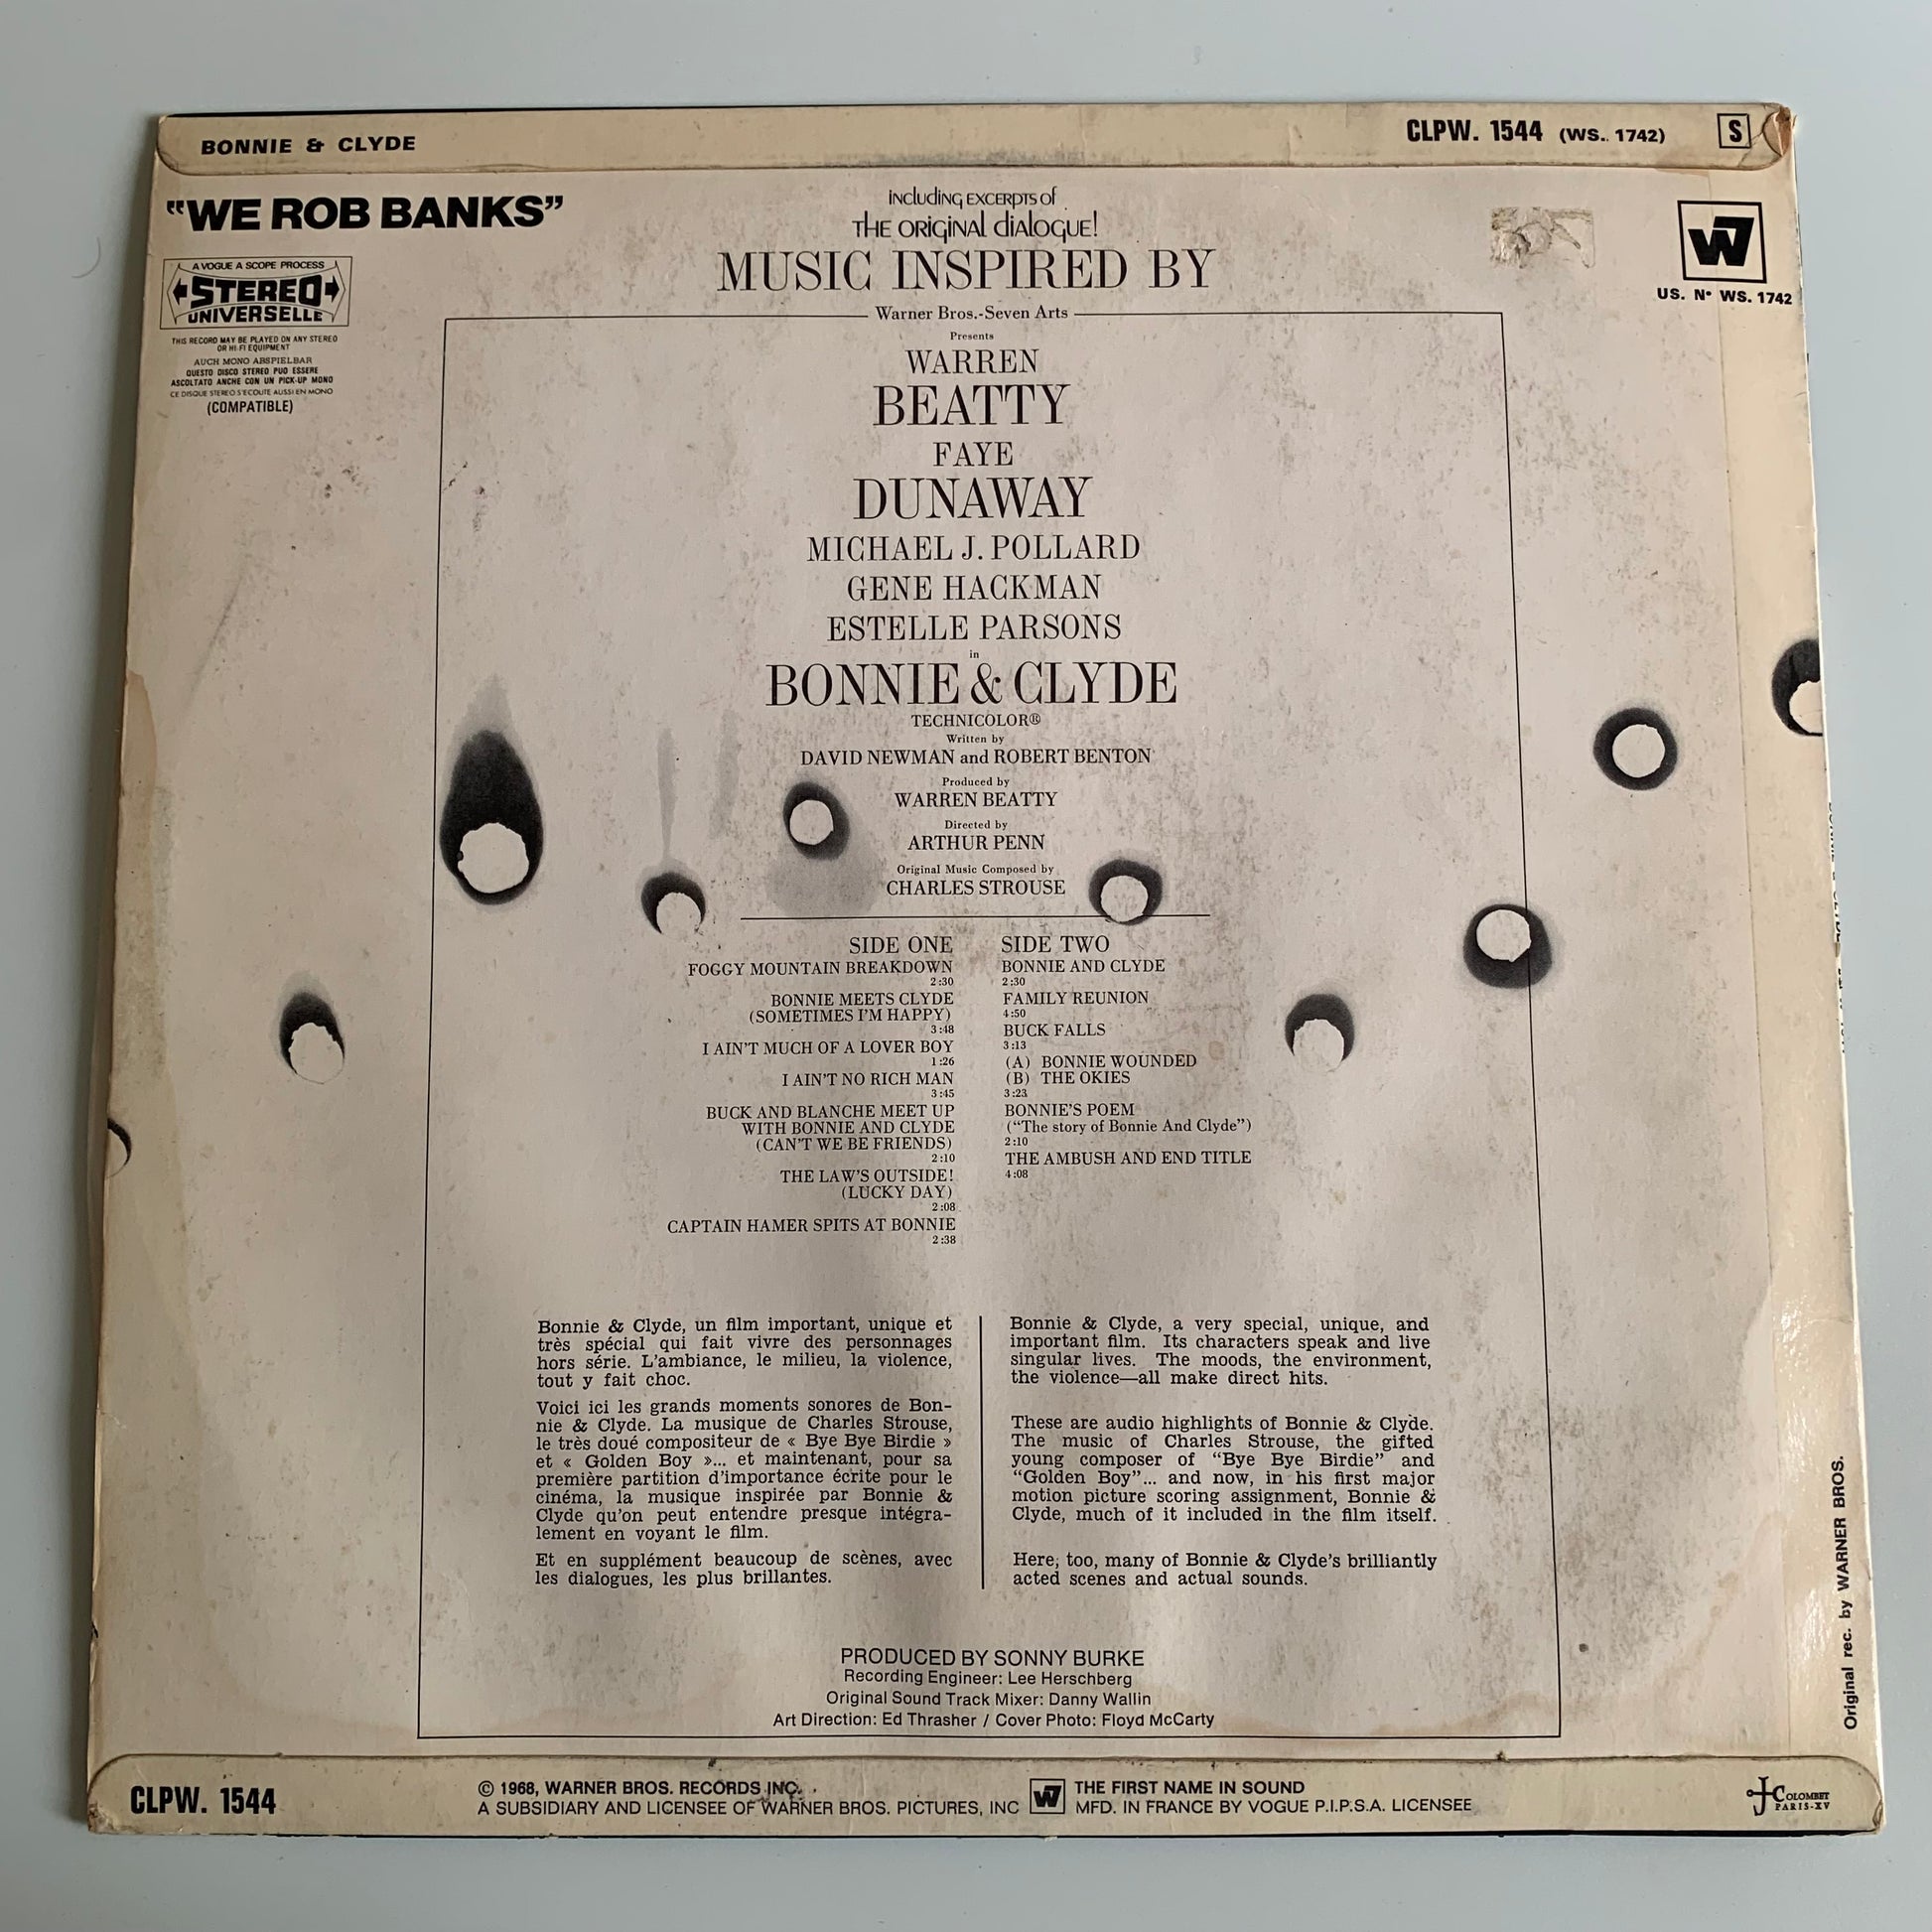 BONNIE & CLYDE
CLPW. 1544 (WS. 1742)
S
"WE ROB BANKS"
A VOGUE A SCOPE PROCESS
STEREO
UNIVERSELLE
THIS RECORD MAY BE PLAYED ON ANY STEREO
OR HI-FI EQUIPMENT
AUCH MONO ABSPIELBAR
QUESTO DISCO STEREO PUO ESSERE
ASCOLTATO ANCHE CON UN PICK-UP MONO
CE DISQUE STEREO S'ECOUTE AUSSI EN MONO
(COMPATIBLE)
INCLUDING EXCERPTS OF
THE ORIGINAL DIALOGUE!
MUSIC INSPIRED BY
W7
US. N° WS. 1742
Warner Bros.-Seven Arts
Presents
WARREN
BEATTY
FAYE
DUNAWAY
MICHAEL J. POLLARD
GENE HACKMAN
ESTELLE PARSONS
in
BONNIE & CLYDE
TECHNICOLOR®
Written by
DAVID NEWMAN and ROBERT BENTON
Produced by
WARREN BEATTY
Directed by
ARTHUR PENN
Original Music Composed by
CHARLES STROUSE
SIDE ONE
FOGGY MOUNTAIN BREAKDOWN
2:30
BONNIE MEETS CLYDE
(SOMETIMES I'M HAPPY)
3:48
I AIN'T MUCH OF A LOVER BOY
1:26
I AIN'T NO RICH MAN
3:45
BUCK AND BLANCHE MEET UP
WITH BONNIE AND CLYDE
(CAN'T WE BE FRIENDS)
2:10
THE LAW'S OUTSIDE!
(LUCKY DAY)
2:08
CAPTAIN HAMER SPITS AT BONNIE
2:38
SIDE TWO
BONNIE AND CLYDE
2:30
FAMILY REUNION
4:50
BUCK FALLS
3:13
(A) BONNIE WOUNDED
(B) THE OKIES
3:23
BONNIE'S POEM
("The story of Bonnie And Clyde")
2:10
THE AMBUSH AND END TITLE
4:08
Bonnie & Clyde, un film important, unique et
très spécial qui fait vivre des personnages
hors série. L'ambiance, le milieu, la violence,
tout y fait choc.
Voici ici les grands moments sonores de Bon-
nie & Clyde. La musique de Charles Strouse,
le très doué compositeur de « Bye Bye Birdie »
et « Golden Boy »... et maintenant, pour sa
première partition d'importance écrite pour le
cinéma, la musique inspirée par Bonnie &
Clyde qu'on peut entendre presque intégra-
lement en voyant le film.
Et en supplément beaucoup de scènes, avec
les dialogues, les plus brillantes.
Bonnie & Clyde, a very special, unique, and
important film. Its characters speak and live
singular lives. The moods, the environment,
the violence—all make direct hits.
These are audio highlights of Bonnie & Clyde.
The music of Charles Strouse, the gifted
young composer of "Bye Bye Birdie" and
"Golden Boy"... and now, in his first major
motion picture scoring assignment, Bonnie &
Clyde, much of it included in the film itself.
Here, too, many of Bonnie & Clyde's brilliantly
acted scenes and actual sounds.
PRODUCED BY SONNY BURKE
Recording Engineer: Lee Herschberg
Original Sound Track Mixer: Danny Wallin
Art Direction: Ed Thrasher / Cover Photo: Floyd McCarty
Original rec. by WARNER BROS.
CLPW. 1544
© 1968, WARNER BROS. RECORDS INC.
A SUBSIDIARY AND LICENSEE OF WARNER BROS. PICTURES, INC
W7
THE FIRST NAME IN SOUND
MFD. IN FRANCE BY VOGUE P.I.P.S.A. LICENSEE
J COLOMBET
PARIS-XV